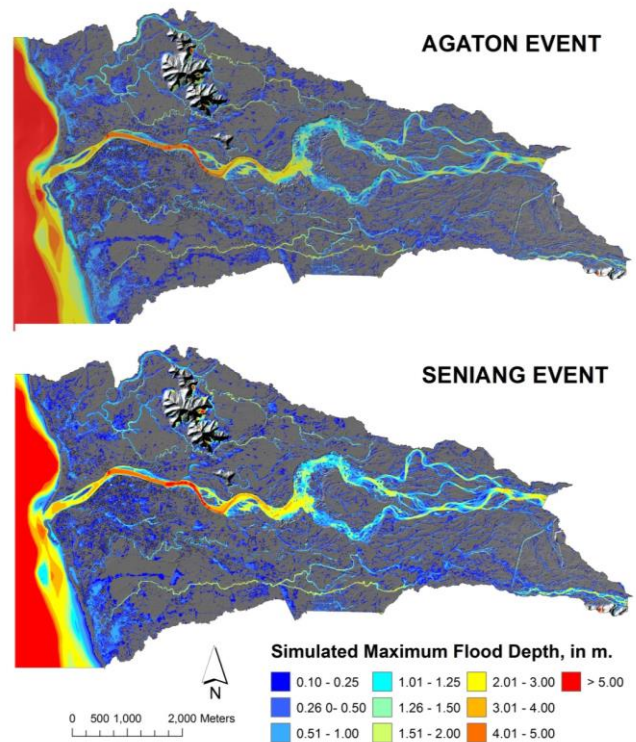 AGATON EVENT
SENIANG EVENT
Simulated Maximum Flood Depth, in m.
0.10 - 0.25
1.01 - 1.25
2.01 - 3.00
> 5.00
0.26 0- 0.50
1.26 - 1.50
3.01 - 4.00
0.51 - 1.00
1.51 - 2.00
4.01 - 5.00
N
0 500 1,000 2,000 Meters